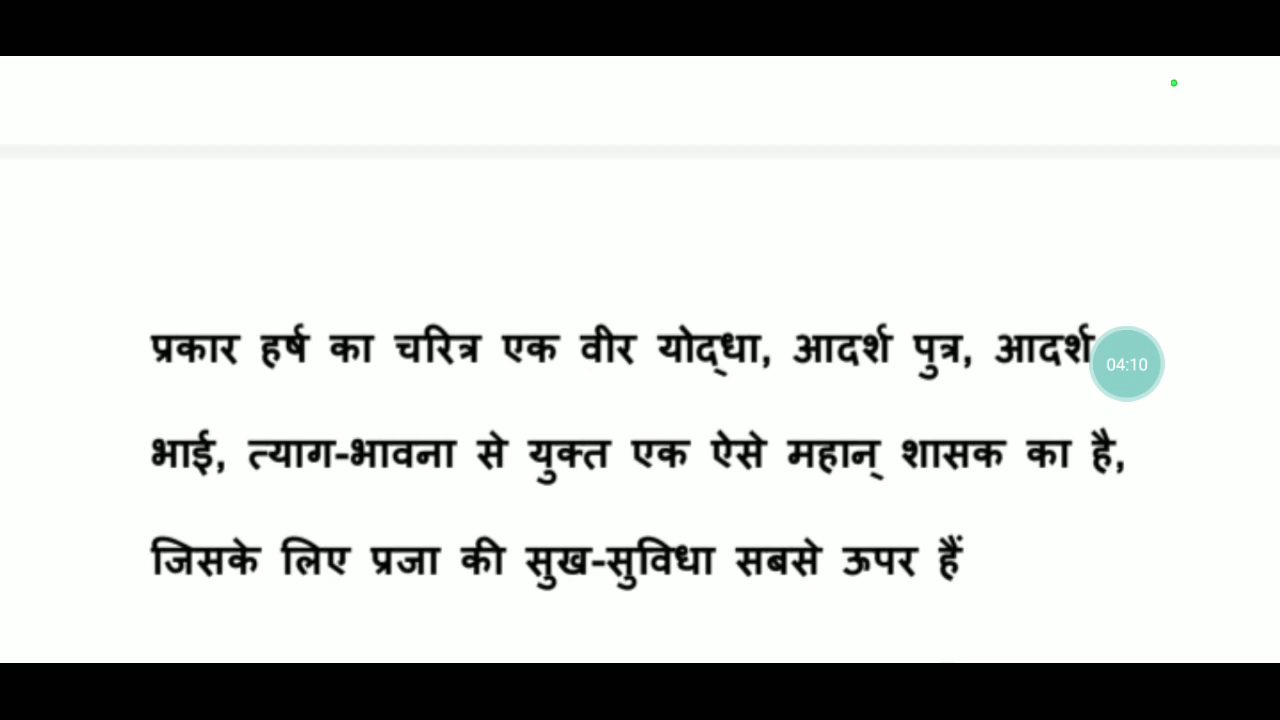 प्रकार हर्ष का चरित्र एक वीर योद्‌धा, आदर्श पुत्र, आदर्श
04:10
भाई, त्याग-भावना से युक्त एक ऐसे महान् शासक का है,
जिसके लिए प्रजा की सुख-सुविधा सबसे ऊपर हैं